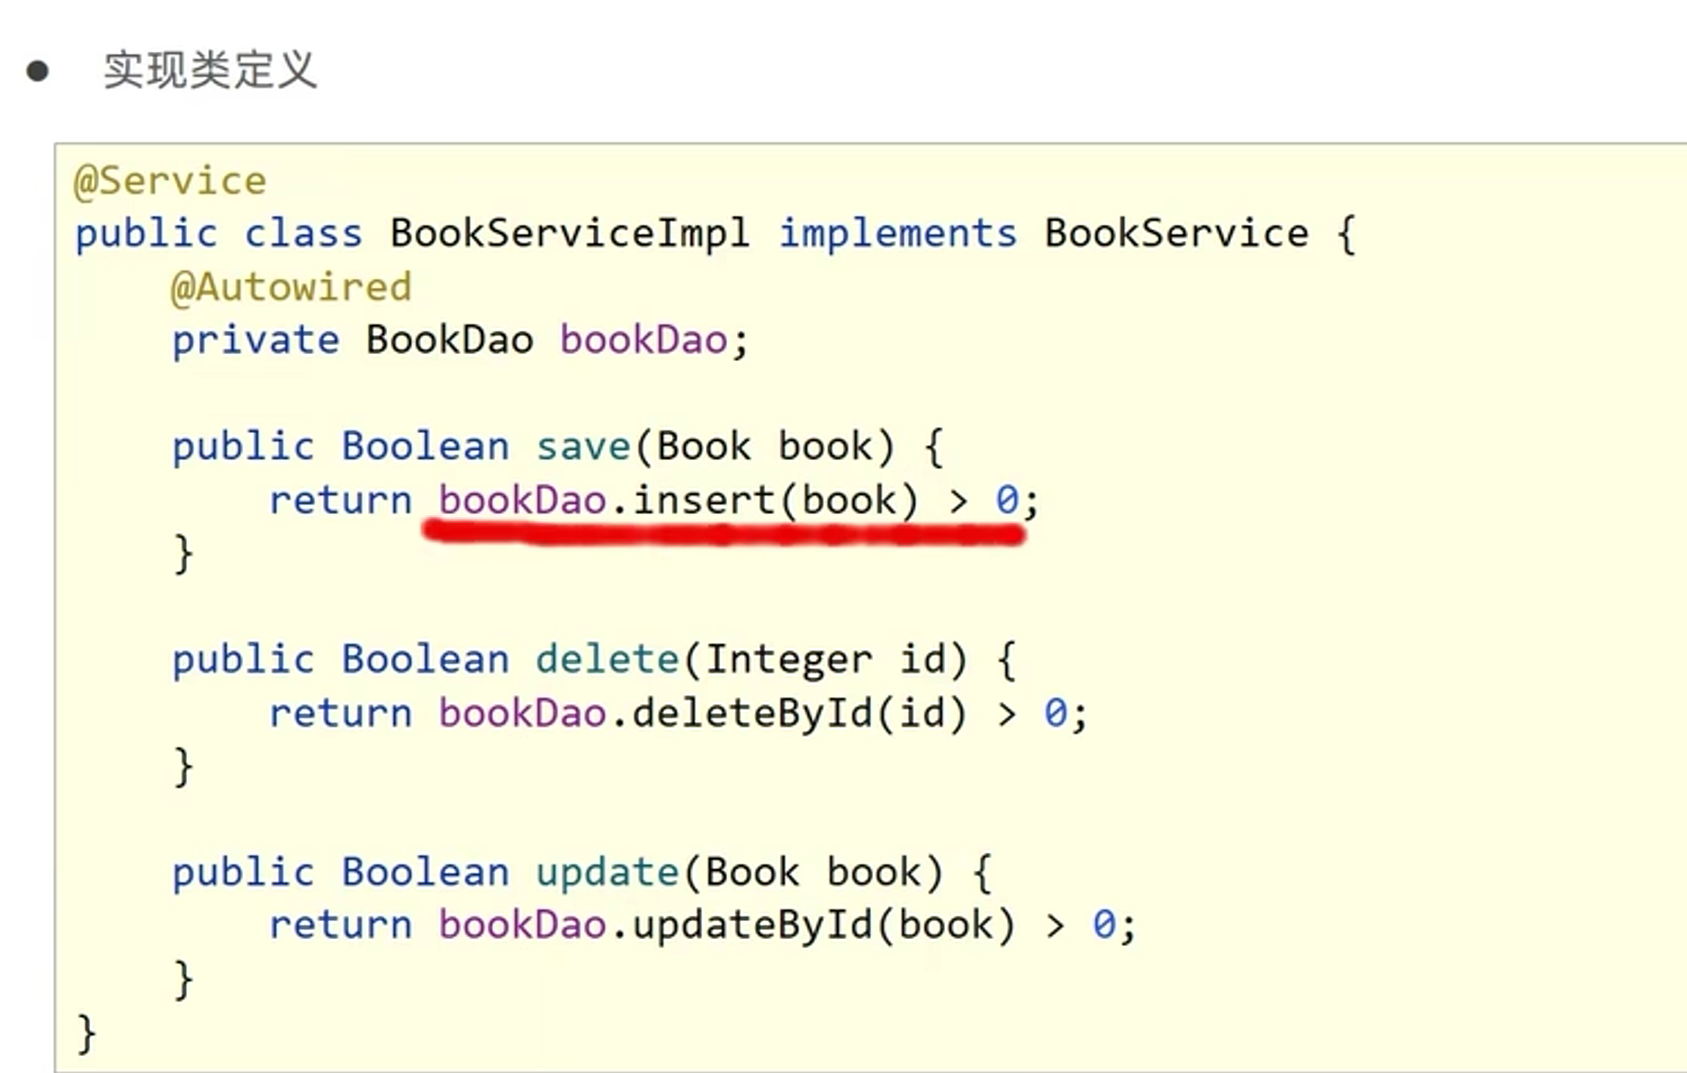 ● 实现类定义
@Service
public class BookServiceImpl implements BookService {
    @Autowired
    private BookDao bookDao;

    public Boolean save(Book book) {
        return bookDao.insert(book) > 0;
    }

    public Boolean delete(Integer id) {
        return bookDao.deleteById(id) > 0;
    }

    public Boolean update(Book book) {
        return bookDao.updateById(book) > 0;
    }
}